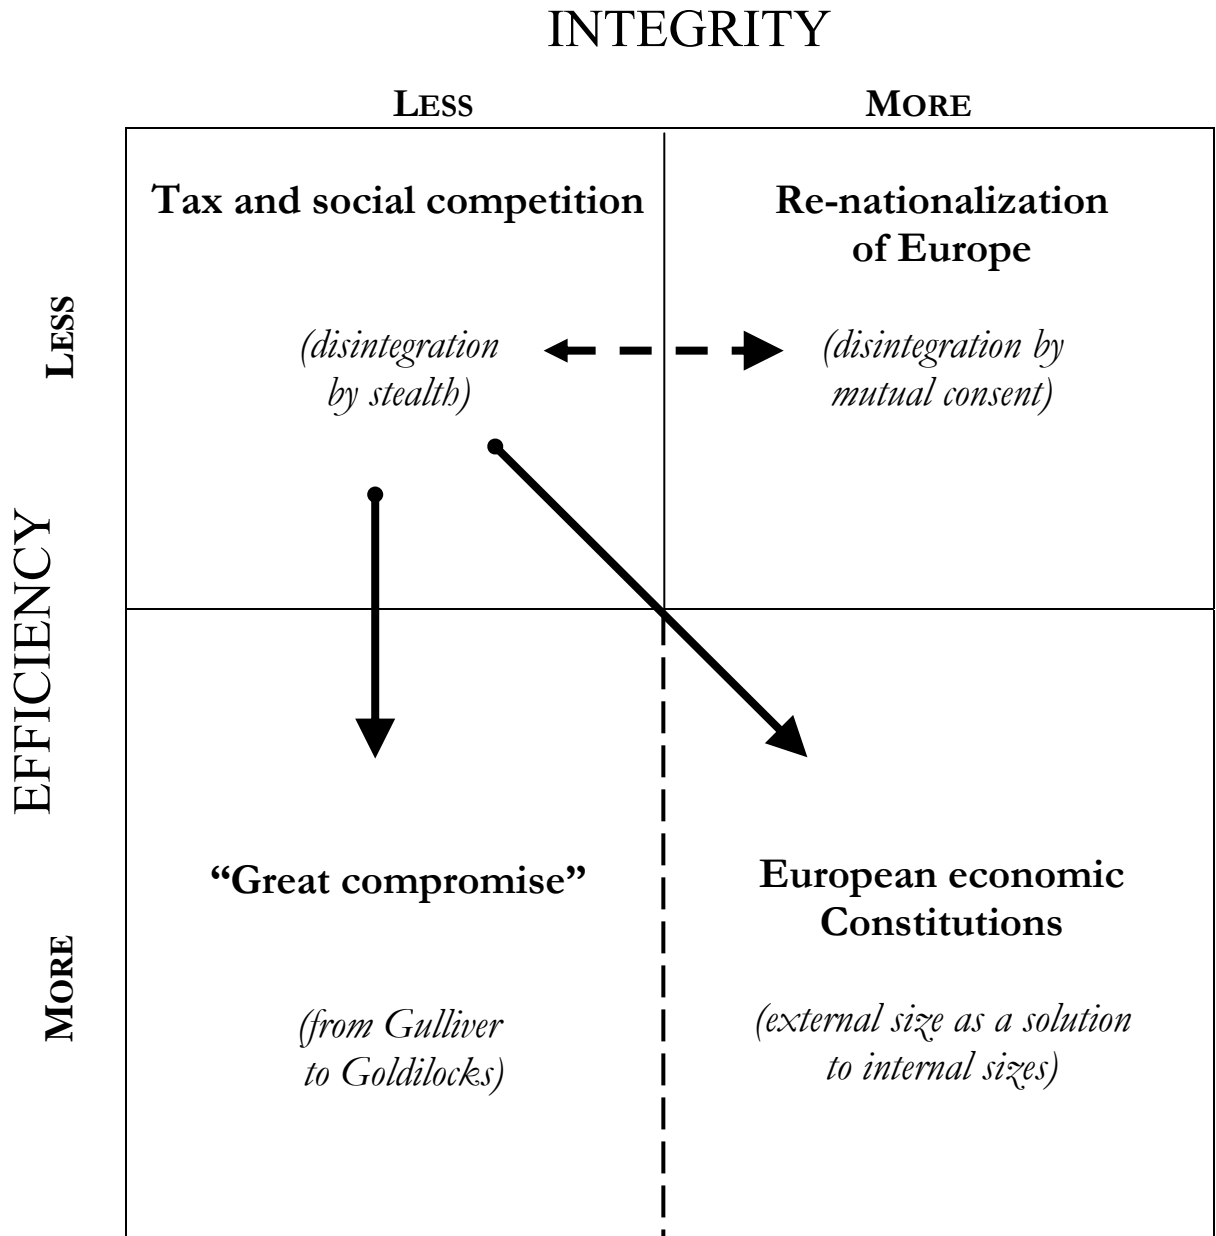 INTEGRITY
LESS
MORE
Tax and social competition
Re-nationalization
of Europe
LESS
(disintegration
by stealth)
(disintegration by
mutual consent)
EFFICIENCY
MORE
“Great compromise”
European economic
Constitutions
(from Gulliver
to Goldilocks)
(external size as a solution
to internal sizes)